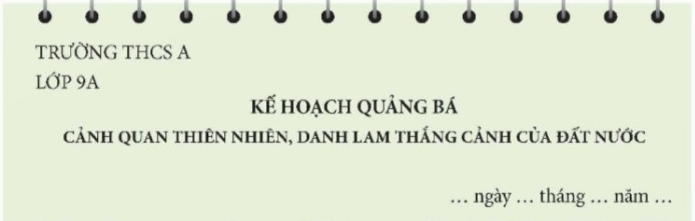 TRƯỜNG THCS A
LỚP 9A
KẾ HOẠCH QUẢNG BÁ
CẢNH QUAN THIÊN NHIÊN, DANH LAM THẮNG CẢNH CỦA ĐẤT NƯỚC
... ngày ... tháng ... năm ...